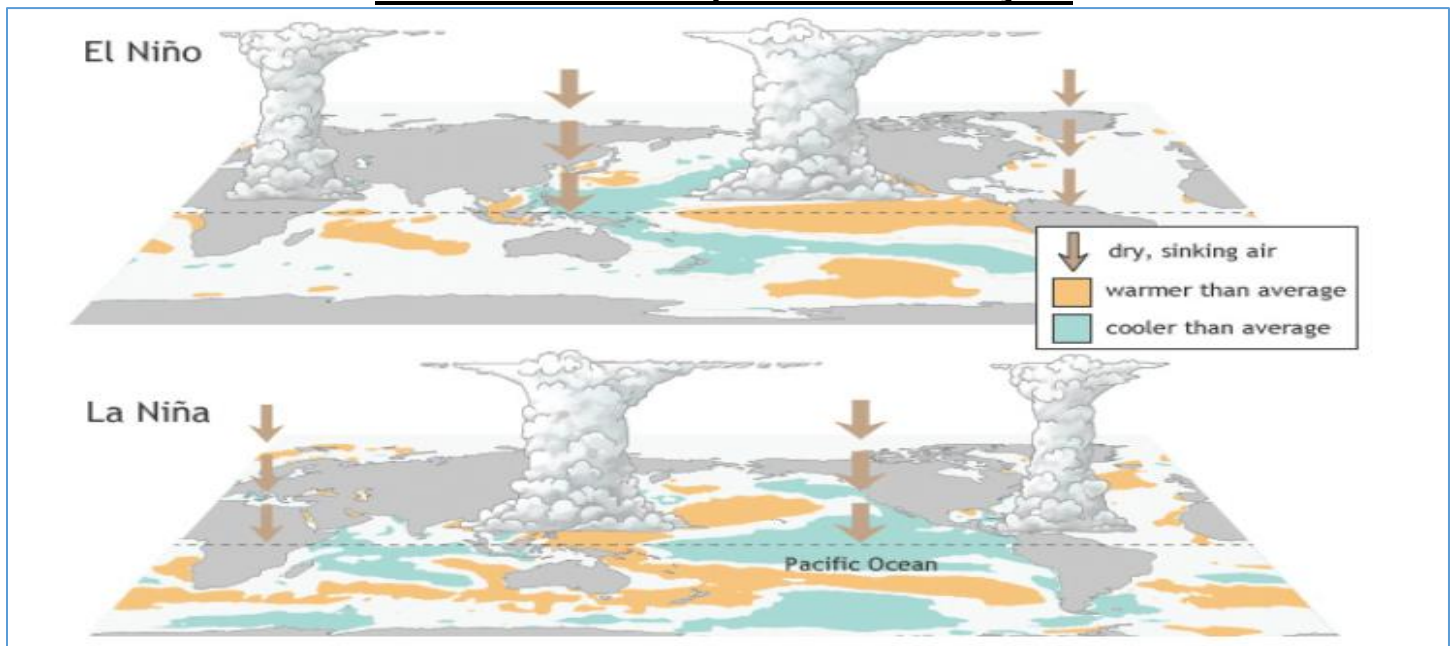 El Niño
dry, sinking air
warmer than average
cooler than average
La Niña
Pacific Ocean